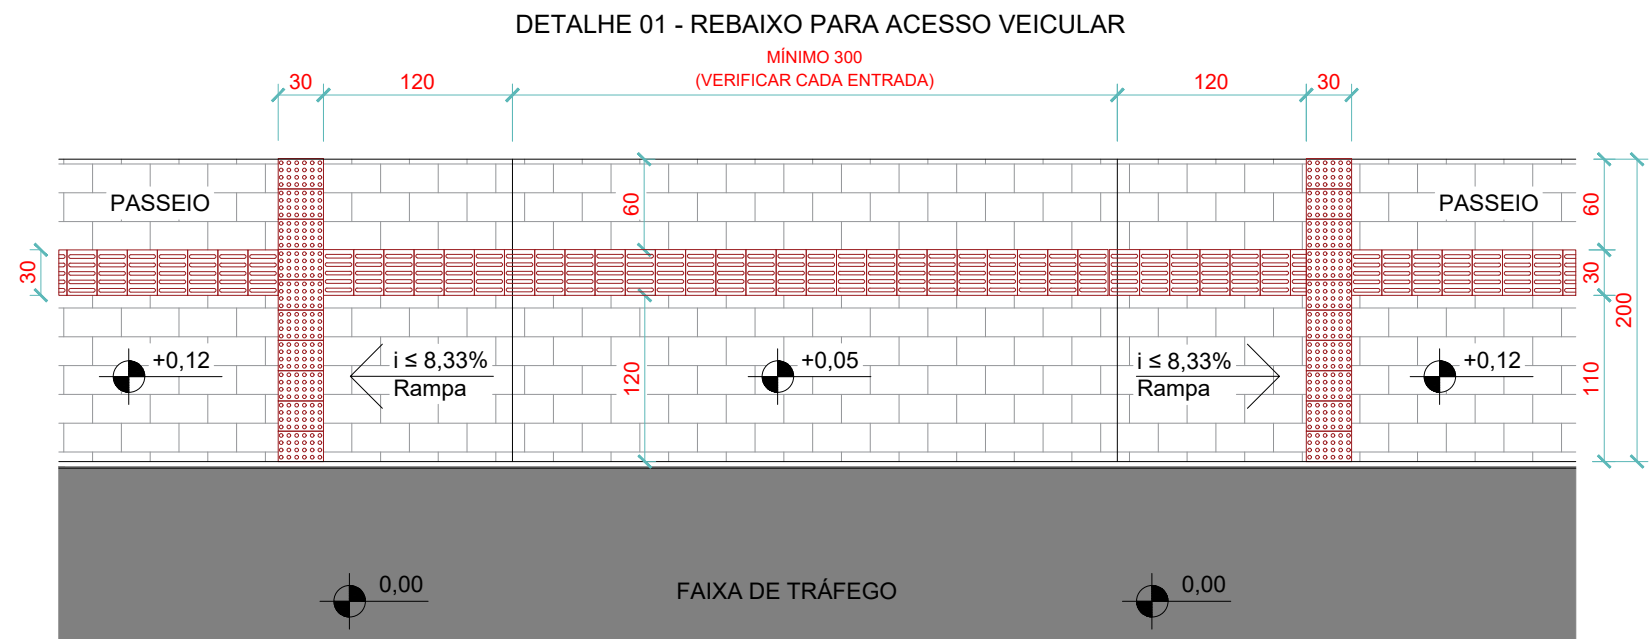 DETALHE 01 - REBAIXO PARA ACESSO VEICULAR
MÍNIMO 300
(VERIFICAR CADA ENTRADA)
30
120
120
30
PASSEIO
PASSEIO
60
60
30
30
200
+0,12
i ≤ 8,33%
Rampa
120
+0,05
i ≤ 8,33%
Rampa
+0,12
110
0,00
FAIXA DE TRÁFEGO
0,00